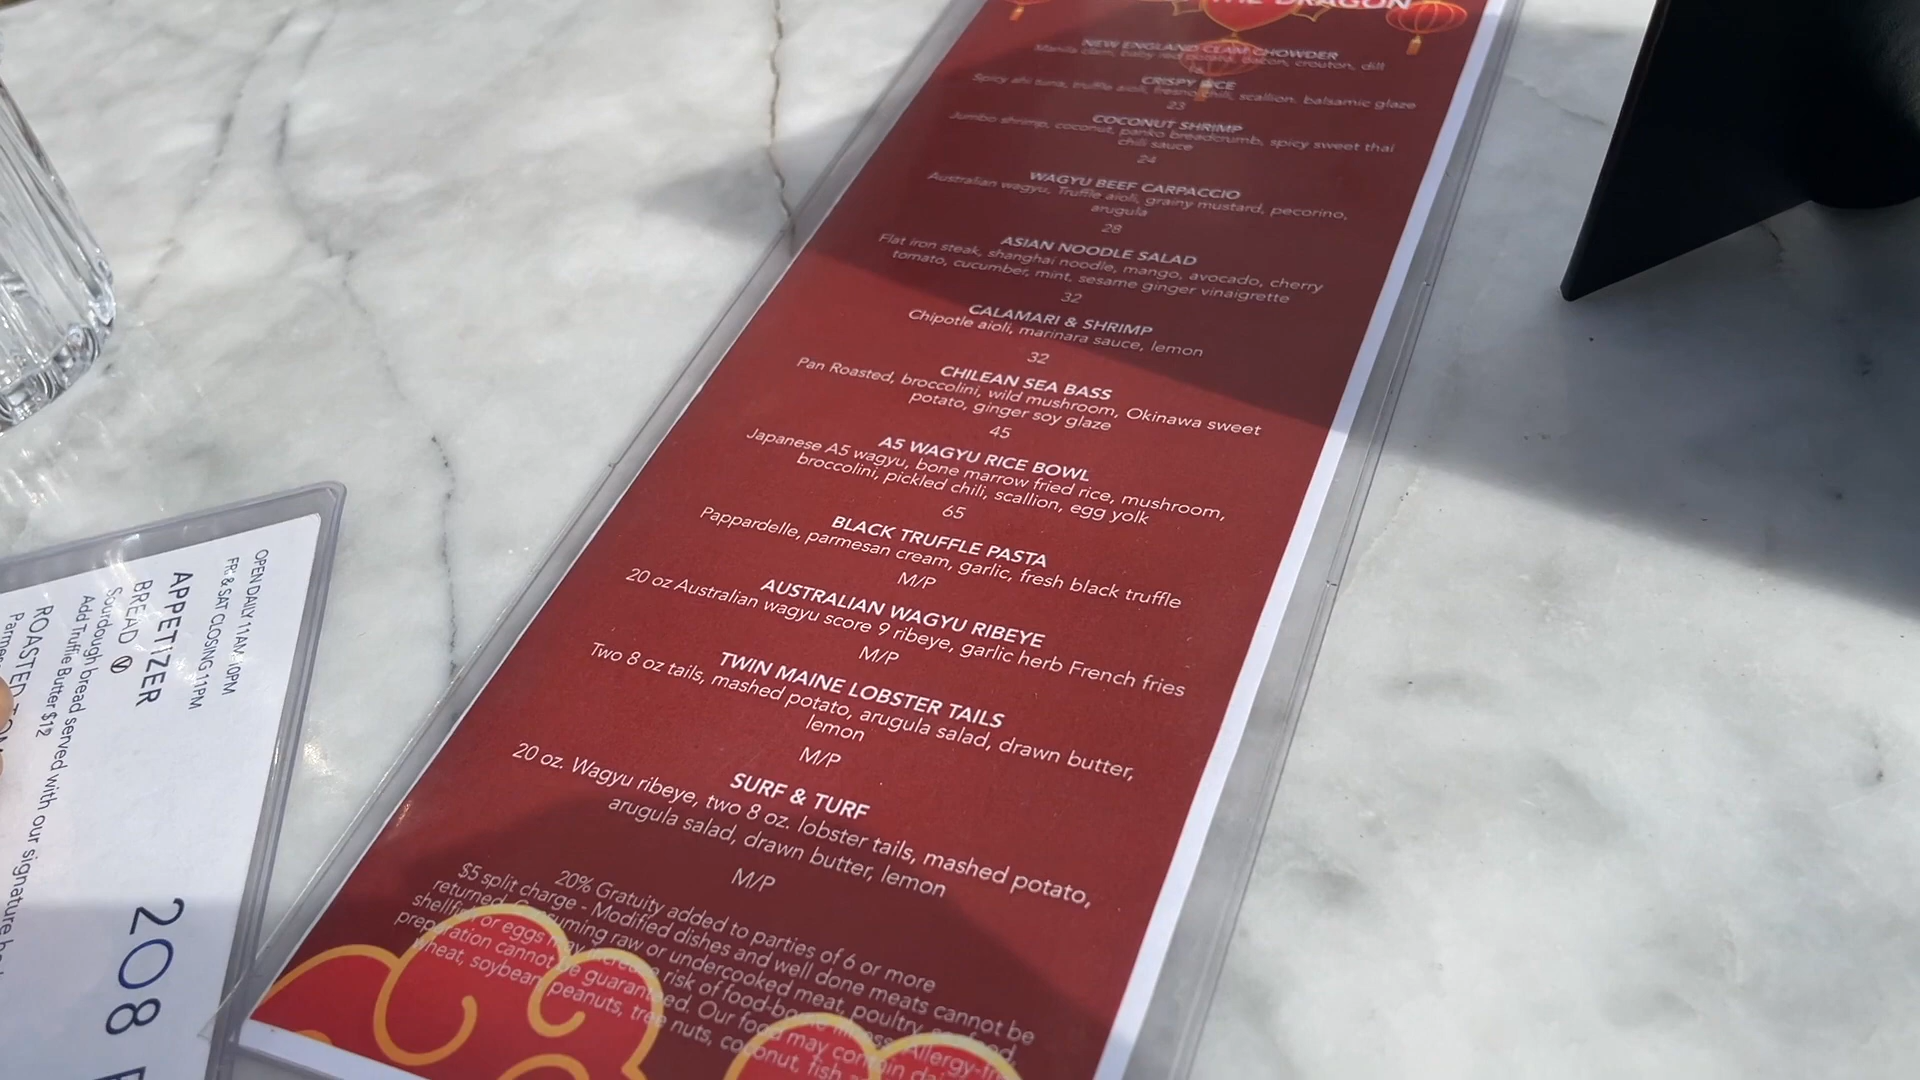 THE DRAGON
NEW ENGLAND CLAM CHOWDER
Manila clam, baby red potato, bacon, crouton, dill
CRISPY RICE
Spicy ahi tuna, truffle aioli, fresno chili, scallion, balsamic glaze
23
COCONUT SHRIMP
Jumbo shrimp, coconut, panko breadcrumb, spicy sweet thai
chili sauce
24
WAGYU BEEF CARPACCIO
Australian wagyu, Truffle aioli, grainy mustard, pecorino,
arugula
28
ASIAN NOODLE SALAD
Flat iron steak, shanghai noodle, mango, avocado, cherry
tomato, cucumber, mint, sesame ginger vinaigrette
32
CALAMARI & SHRIMP
Chipotle aioli, marinara sauce, lemon
32
CHILEAN SEA BASS
Pan Roasted, broccolini, wild mushroom, Okinawa sweet
potato, ginger soy glaze
45
A5 WAGYU RICE BOWL
Japanese A5 wagyu, bone marrow fried rice, mushroom,
broccolini, pickled chili, scallion, egg yolk
65
BLACK TRUFFLE PASTA
Pappardelle, parmesan cream, garlic, fresh black truffle
M/P
AUSTRALIAN WAGYU RIBEYE
20 oz Australian wagyu score 9 ribeye, garlic herb French fries
M/P
TWIN MAINE LOBSTER TAILS
Two 8 oz tails, mashed potato, arugula salad, drawn butter,
lemon
M/P
SURF & TURF
20 oz. Wagyu ribeye, two 8 oz. lobster tails, mashed potato,
arugula salad, drawn butter, lemon
M/P
20% Gratuity added to parties of 6 or more
$5 split charge - Modified dishes and well done meats cannot be
returned. Consuming raw or undercooked meat, poultry, seafood,
shellfish or eggs may increase risk of food-borne illness. Allergy-
preparation cannot be guaranteed. Our food may contain
wheat, soybean, peanuts, tree nuts, coconut, fish
OPEN DAILY 11AM-10PM
FRI & SAT CLOSING 11PM
APPETIZER
BREAD V
Sourdough bread served with our signature
Add Truffle Butter $12
ROASTED
208